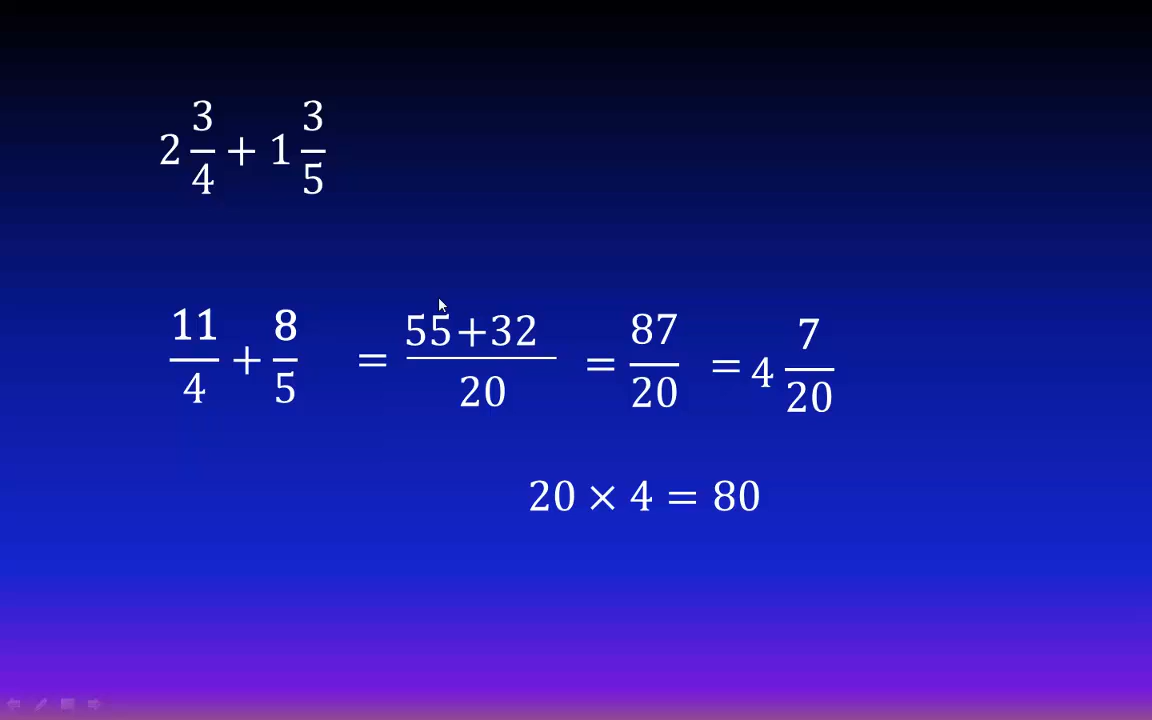 2 3/4 + 1 3/5
11/4 + 8/5 = 55+32/20 = 87/20 = 4 7/20
20 × 4 = 80